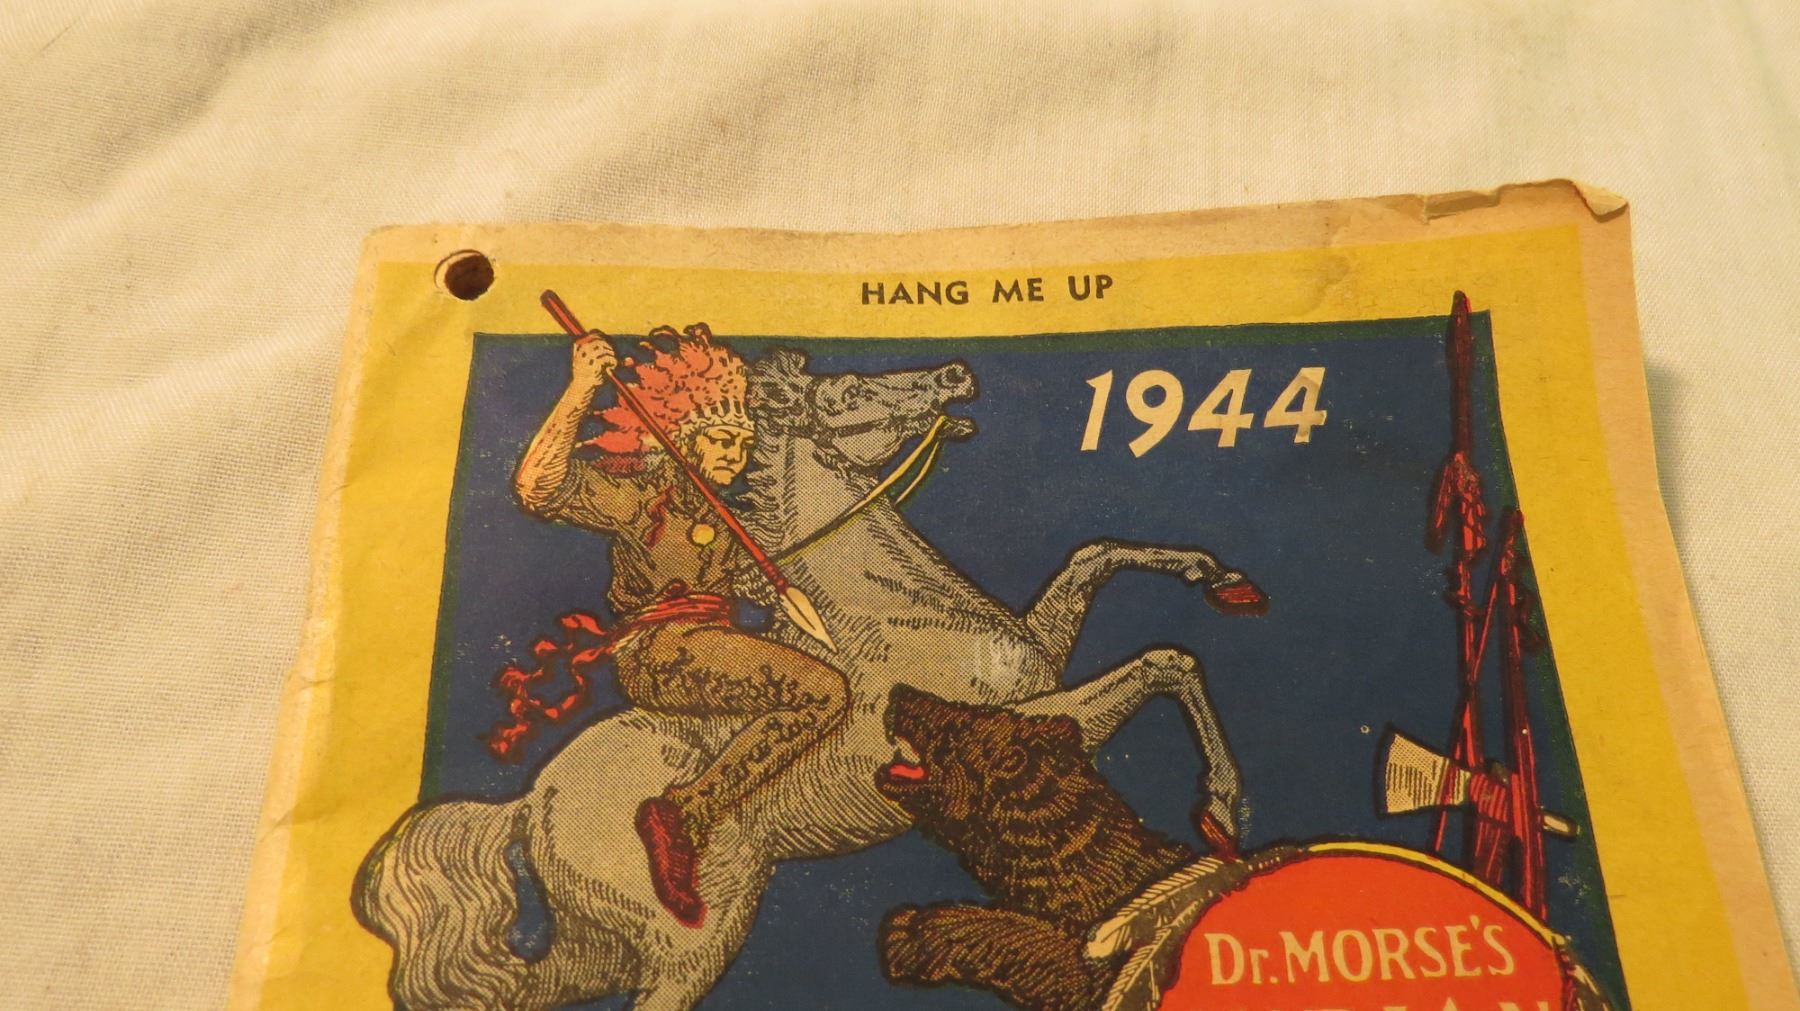 HANG ME UP
1944
Dr. MORSE'S